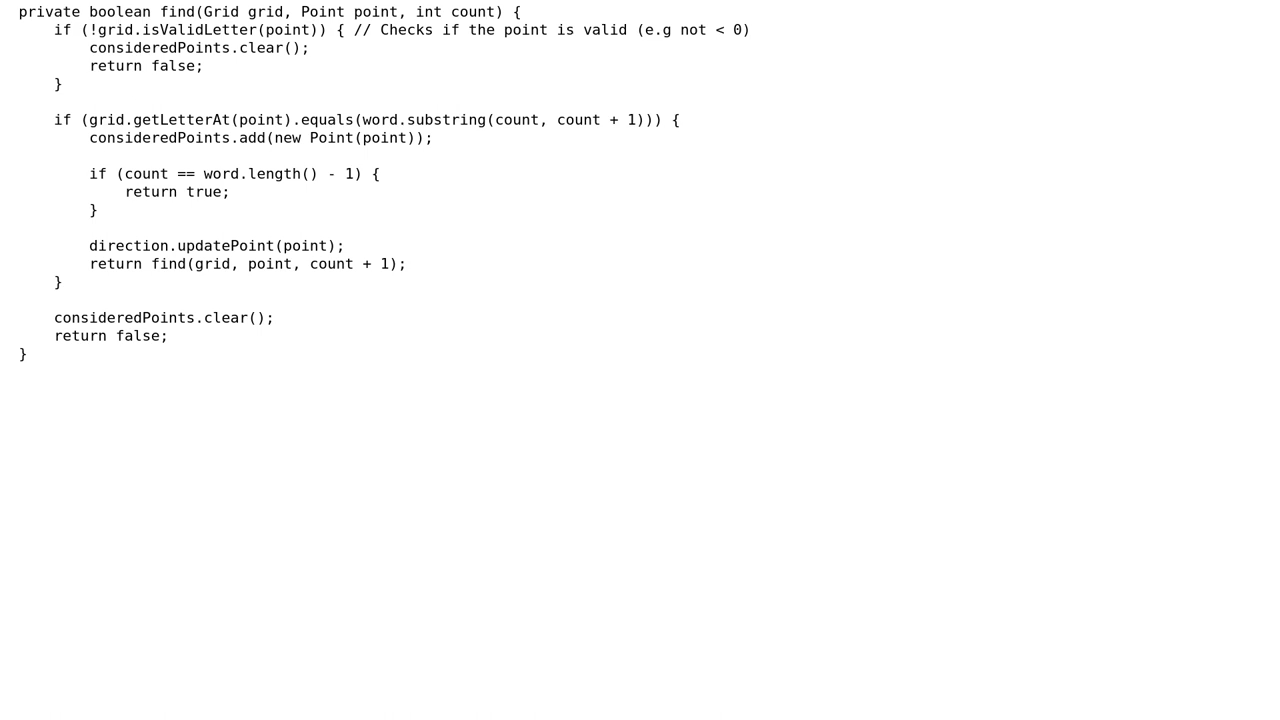 private boolean find(Grid grid, Point point, int count) {
    if (!grid.isValidLetter(point)) { // Checks if the point is valid (e.g not < 0)
        consideredPoints.clear();
        return false;
    }

    if (grid.getLetterAt(point).equals(word.substring(count, count + 1))) {
        consideredPoints.add(new Point(point));

        if (count == word.length() - 1) {
            return true;
        }

        direction.updatePoint(point);
        return find(grid, point, count + 1);
    }

    consideredPoints.clear();
    return false;
}